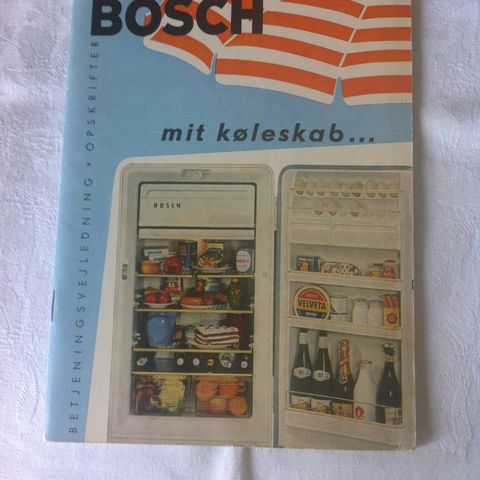 BOSCH
mit køleskab...
BETJENINGSVEJLEDNING × OPSKRIFTER
BOSCH
VELVETA